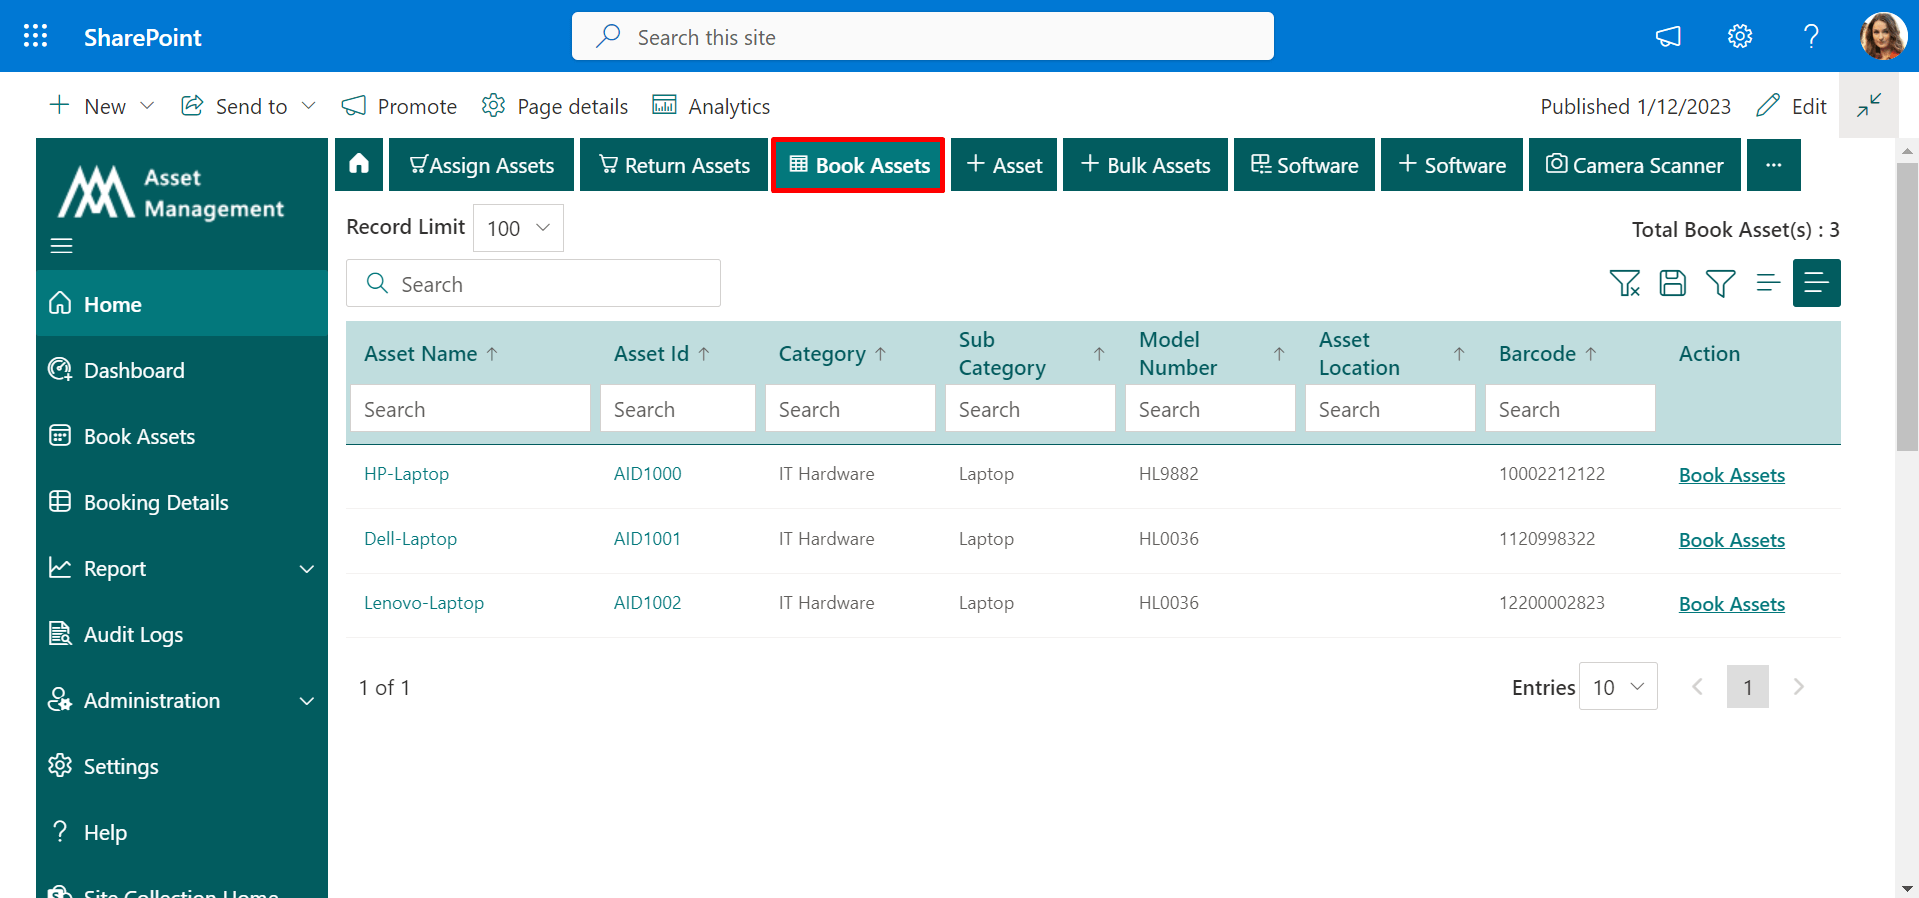 SharePoint
Search this site
New
Send to
Promote
Page details
Analytics
Published 1/12/2023
Edit
Asset
Management
Home
Dashboard
Book Assets
Booking Details
Report
Audit Logs
Administration
Settings
Help
Site Collection Home
Assign Assets
Return Assets
Book Assets
+ Asset
+ Bulk Assets
Software
+ Software
Camera Scanner
...
Record Limit 100
Total Book Asset(s) : 3
Search
Asset Name Asset Id Category Sub Category Model Number Asset Location Barcode Action
Search Search Search Search Search Search Search
HP-Laptop AID1000 IT Hardware Laptop HL9882 10002212122 Book Assets
Dell-Laptop AID1001 IT Hardware Laptop HL0036 1120998322 Book Assets
Lenovo-Laptop AID1002 IT Hardware Laptop HL0036 12200002823 Book Assets
1 of 1
Entries 10
1